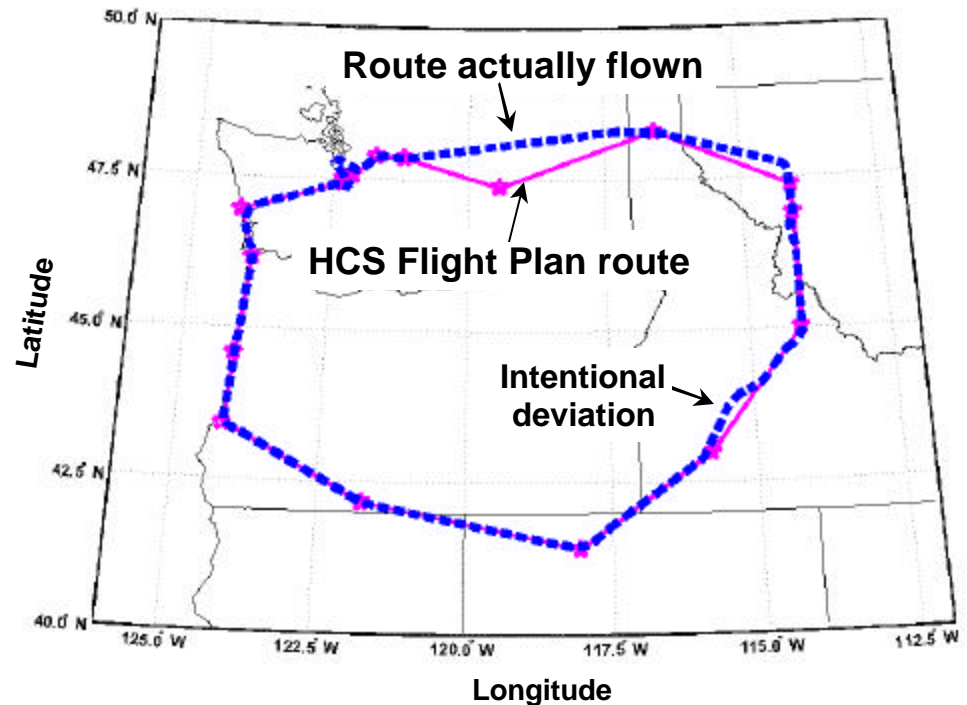 50.0° N
Route actually flown
47.5° N
HCS Flight Plan route
45.0° N
Latitude
Intentional
deviation
42.5° N
40.0° N
125.0° W
122.5° W
120.0° W
117.5° W
115.0° W
112.5° W
Longitude